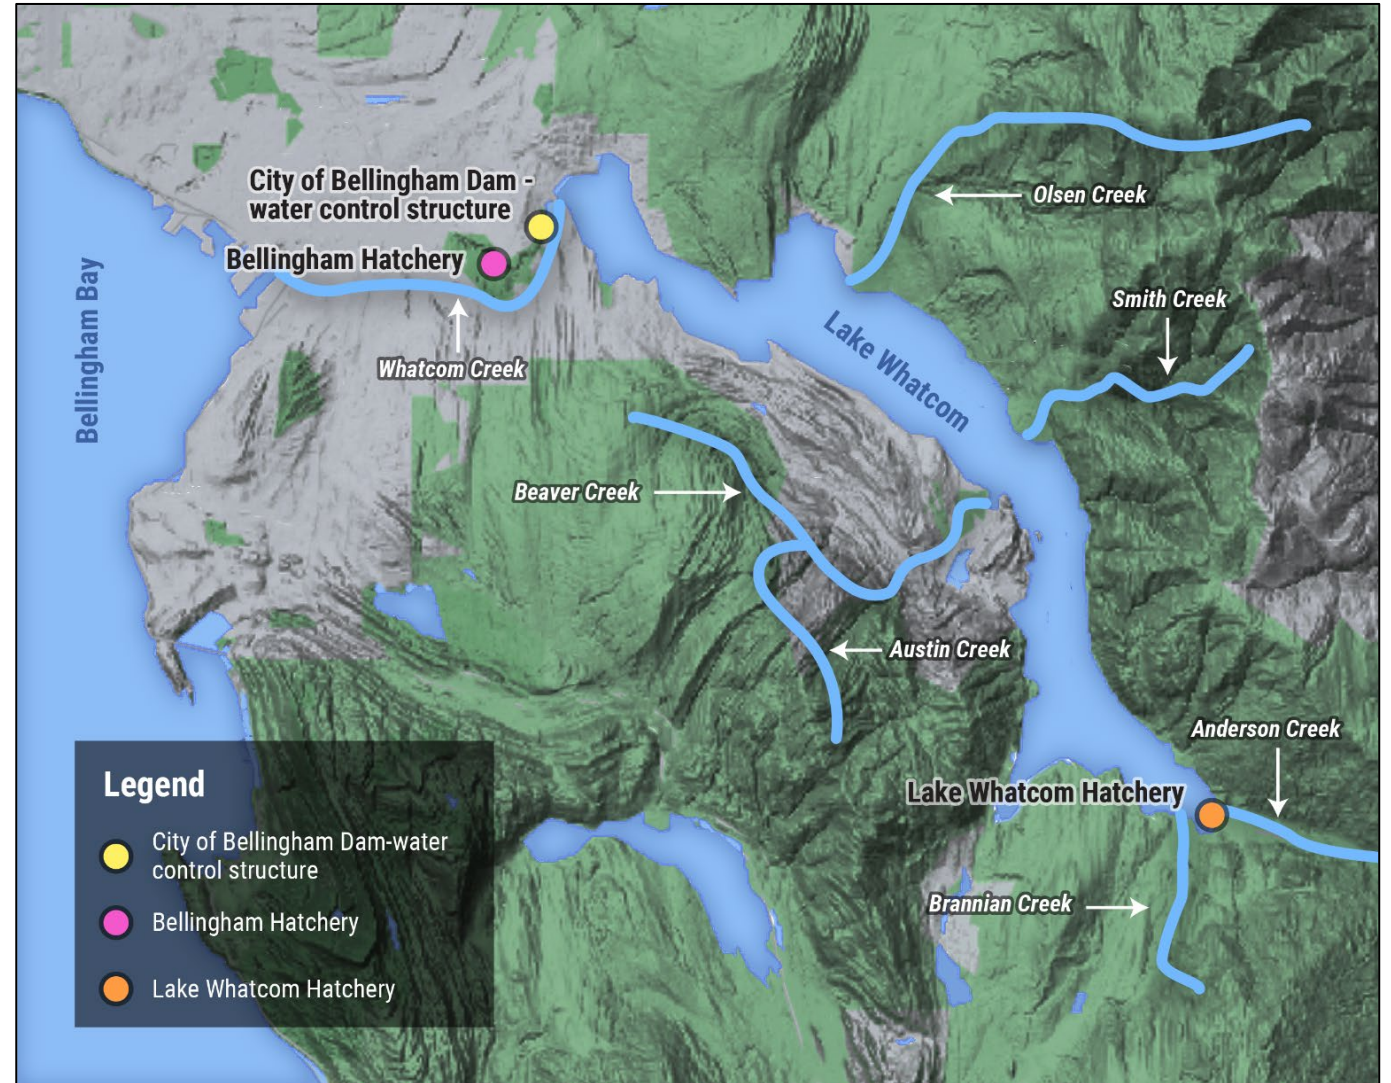 City of Bellingham Dam -
water control structure
Bellingham Hatchery
Whatcom Creek
Bellingham Bay
Olsen Creek
Smith Creek
Lake Whatcom
Beaver Creek
Austin Creek
Anderson Creek
Lake Whatcom Hatchery
Brannian Creek
Legend
City of Bellingham Dam-water
control structure
Bellingham Hatchery
Lake Whatcom Hatchery